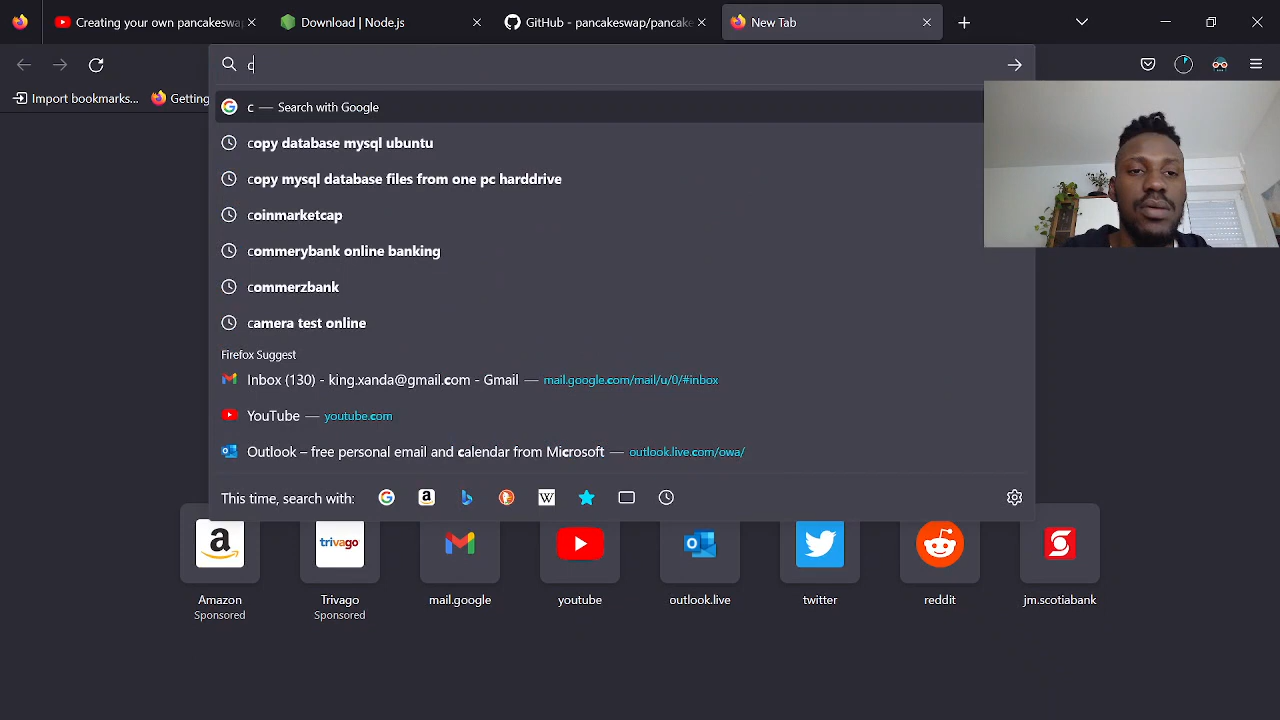 Creating your own pancakeswa
Download | Node.js
GitHub - pancakeswap/pancake
New Tab
c
Import bookmarks...
Getting
c — Search with Google
copy database mysql ubuntu
copy mysql database files from one pc harddrive
coinmarketcap
commerybank online banking
commerzbank
camera test online
Firefox Suggest
Inbox (130) - king.xanda@gmail.com - Gmail — mail.google.com/mail/u/0/#inbox
YouTube — youtube.com
Outlook – free personal email and calendar from Microsoft — outlook.live.com/owa/
This time, search with:
Amazon
Sponsored
trivago
Trivago
Sponsored
mail.google
youtube
outlook.live
twitter
reddit
jm.scotiabank